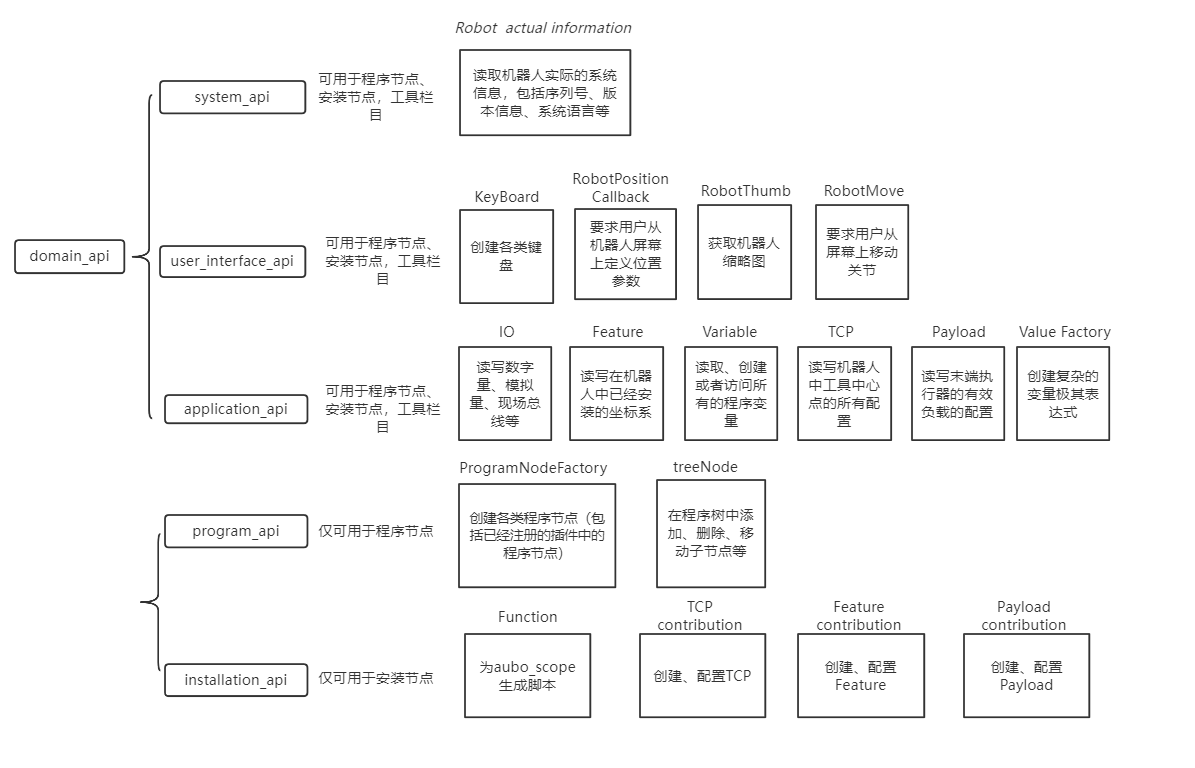 Robot  actual information
system_api
可用于程序节点、
安装节点，工具栏
目
读取机器人实际的系统
信息，包括序列号、版
本信息、系统语言等
domain_api
user_interface_api
可用于程序节点、
安装节点，工具栏
目
KeyBoard
创建各类键
盘
RobotPosition
Callback
要求用户从
机器人屏幕
上定义位置
参数
RobotThumb
获取机器人
缩略图
RobotMove
要求用户从
屏幕上移动
关节
application_api
可用于程序节点、
安装节点，工具栏
目
IO
读写数字
量、模拟
量、现场总
线等
Feature
读写在机器
人中已经安
装的坐标系
Variable
读取、创建
或者访问所
有的程序变
量
TCP
读写机器人
中工具中心
点的所有配
置
Payload
读写末端执
行器的有效
负载的配置
Value Factory
创建复杂的
变量极其表
达式
program_api
仅可用于程序节点
ProgramNodeFactory
创建各类程序节点（包
括已经注册的插件中的
程序节点）
treeNode
在程序树中添
加、删除、移
动子节点等
installation_api
仅可用于安装节点
Function
为aubo_scope
生成脚本
TCP
contribution
创建、配置TCP
Feature
contribution
创建、配置
Feature
Payload
contribution
创建、配置
Payload